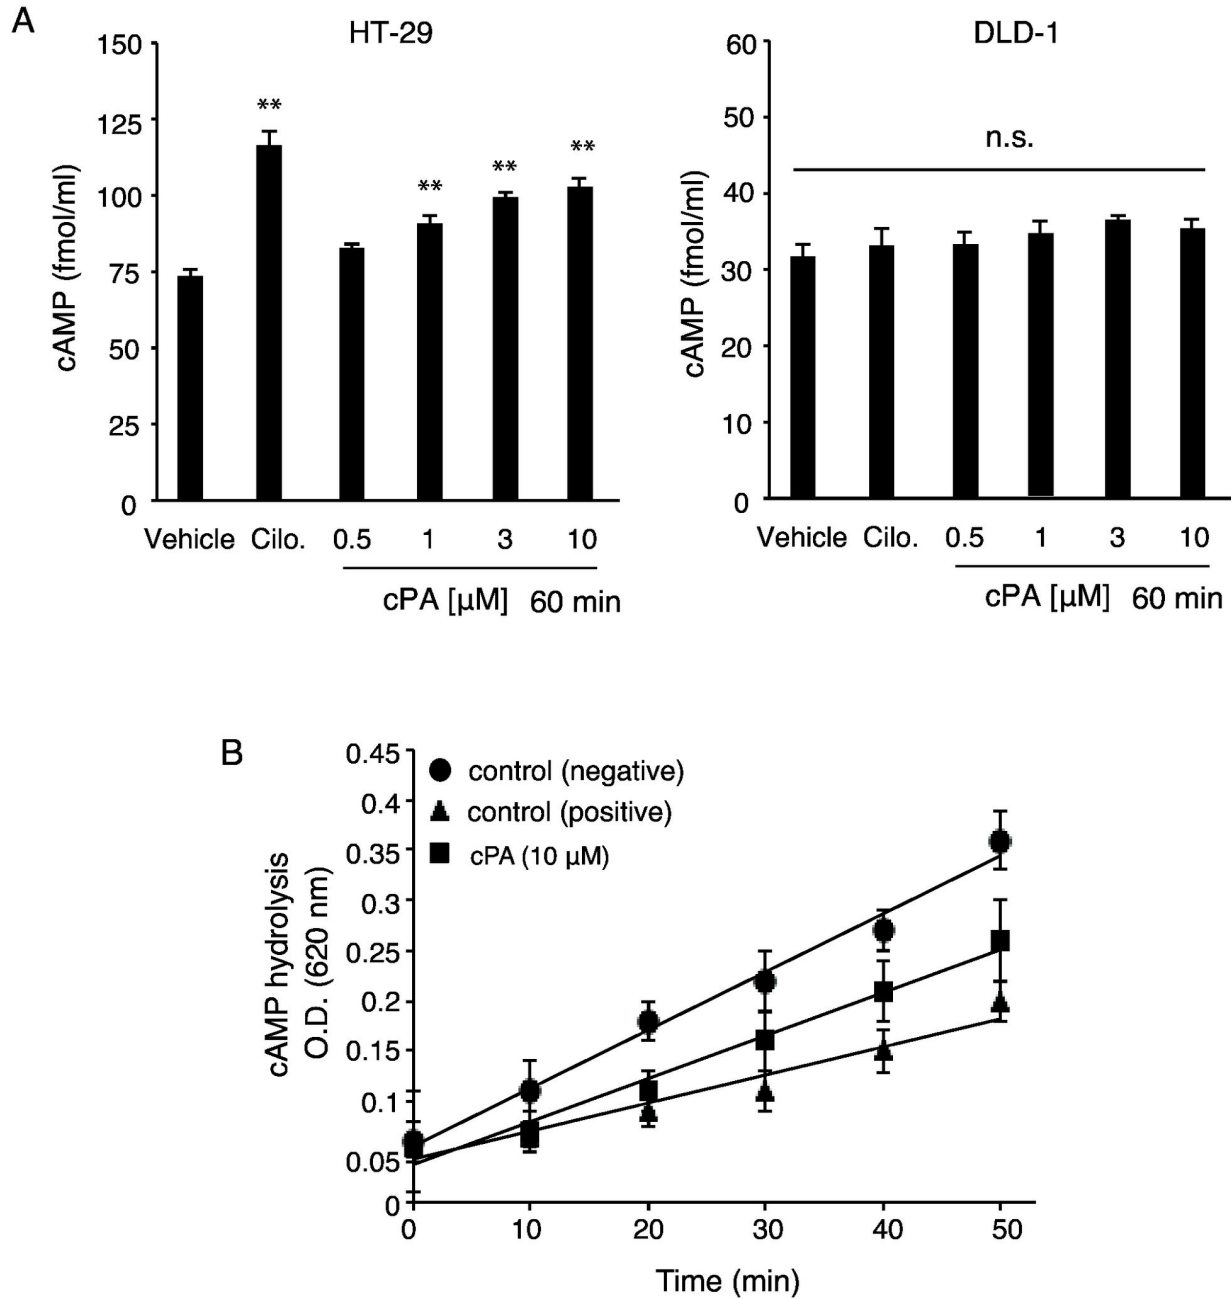 A
HT-29
150
125
100
75
50
25
0
cAMP (fmol/ml)
**
**
**
**
Vehicle Cilo. 0.5 1 3 10
cPA [µM] 60 min
DLD-1
60
50
40
30
20
10
0
cAMP (fmol/ml)
n.s.
Vehicle Cilo. 0.5 1 3 10
cPA [µM] 60 min
B
0.45
0.4
0.35
0.3
0.25
0.2
0.15
0.1
0.05
0
cAMP hydrolysis
O.D. (620 nm)
control (negative)
control (positive)
cPA (10 µM)
0 10 20 30 40 50
Time (min)